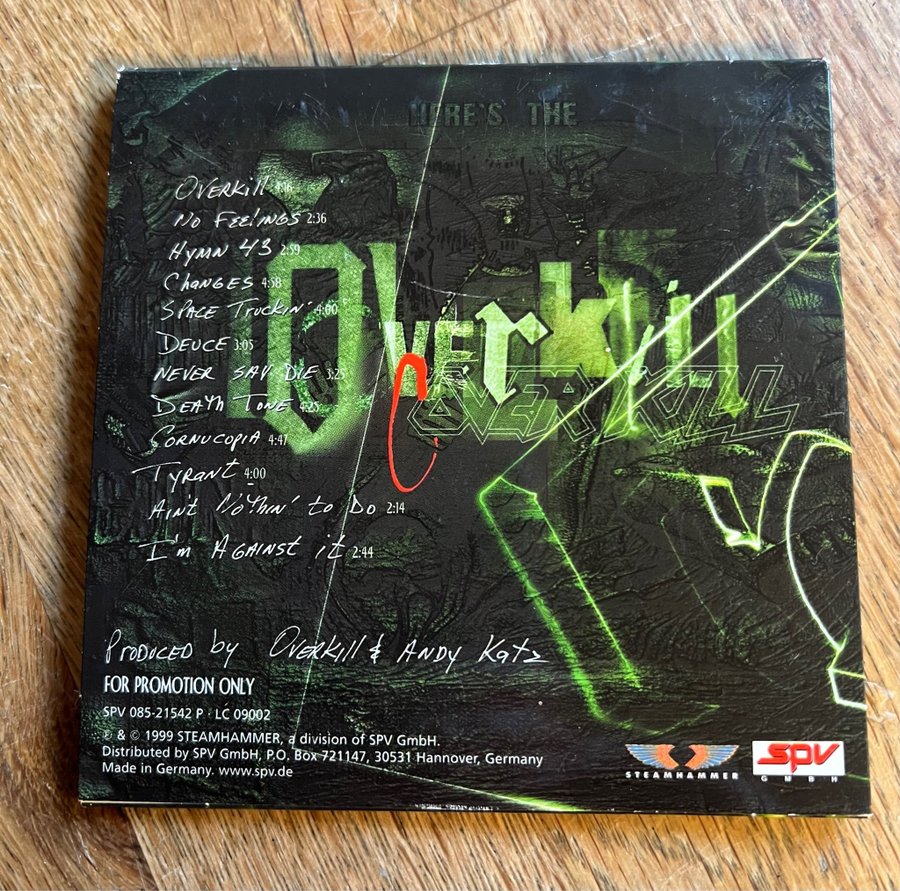 HERE'S THE
Overkill 4:16
No Feelings 2:36
Hymn 43 2:59
Changes 4:58
Space Truckin' 4:00
Deuce 3:05
Never Say Die 3:25
Death Tone 4:25
Cornucopia 4:47
Tyrant 4:00
Aint Nothin' to Do 2:14
I'm Against it 2:44
Overkill
OVERKILL
Produced by Overkill & Andy Katz
FOR PROMOTION ONLY
SPV 085-21542 P · LC 09002
℗ & © 1999 STEAMHAMMER, a division of SPV GmbH.
Distributed by SPV GmbH, P.O. Box 721147, 30531 Hannover, Germany
Made in Germany. www.spv.de
STEAMHAMMER
SPV
GMBH